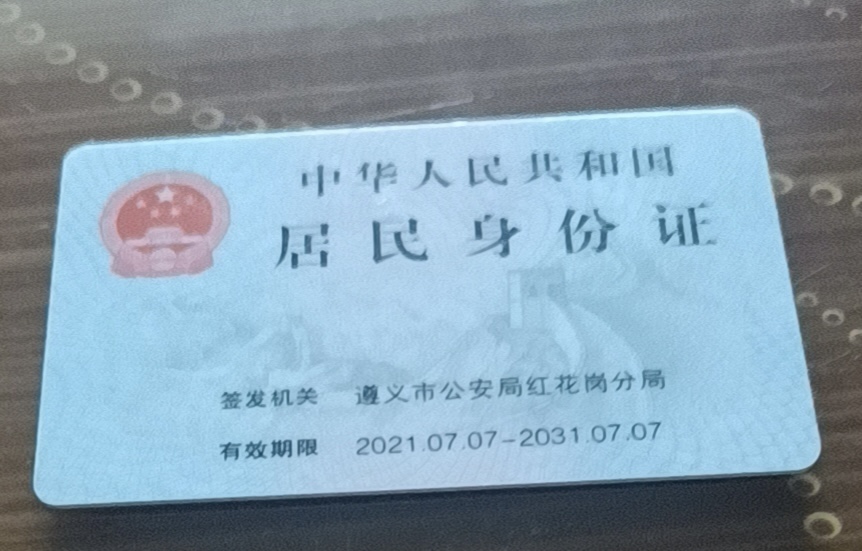 中华人民共和国
居民身份证
签发机关 遵义市公安局红花岗分局
有效期限 2021.07.07-2031.07.07